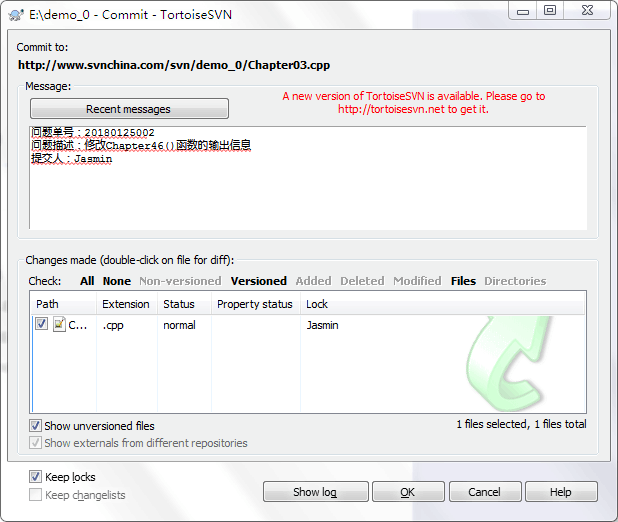 E:\demo_0 - Commit - TortoiseSVN
Commit to:
http://www.svnchina.com/svn/demo_0/Chapter03.cpp
Message:
Recent messages
A new version of TortoiseSVN is available. Please go to
http://tortoisesvn.net to get it.
问题单号：20180125002
问题描述：修改Chapter46()函数的输出信息
提交人：Jasmin
Changes made (double-click on file for diff):
Check: All None Non-versioned Versioned Added Deleted Modified Files Directories
Path Extension Status Property status Lock
C... .cpp normal Jasmin
Show unversioned files
1 files selected, 1 files total
Show externals from different repositories
Keep locks
Keep changelists
Show log OK Cancel Help